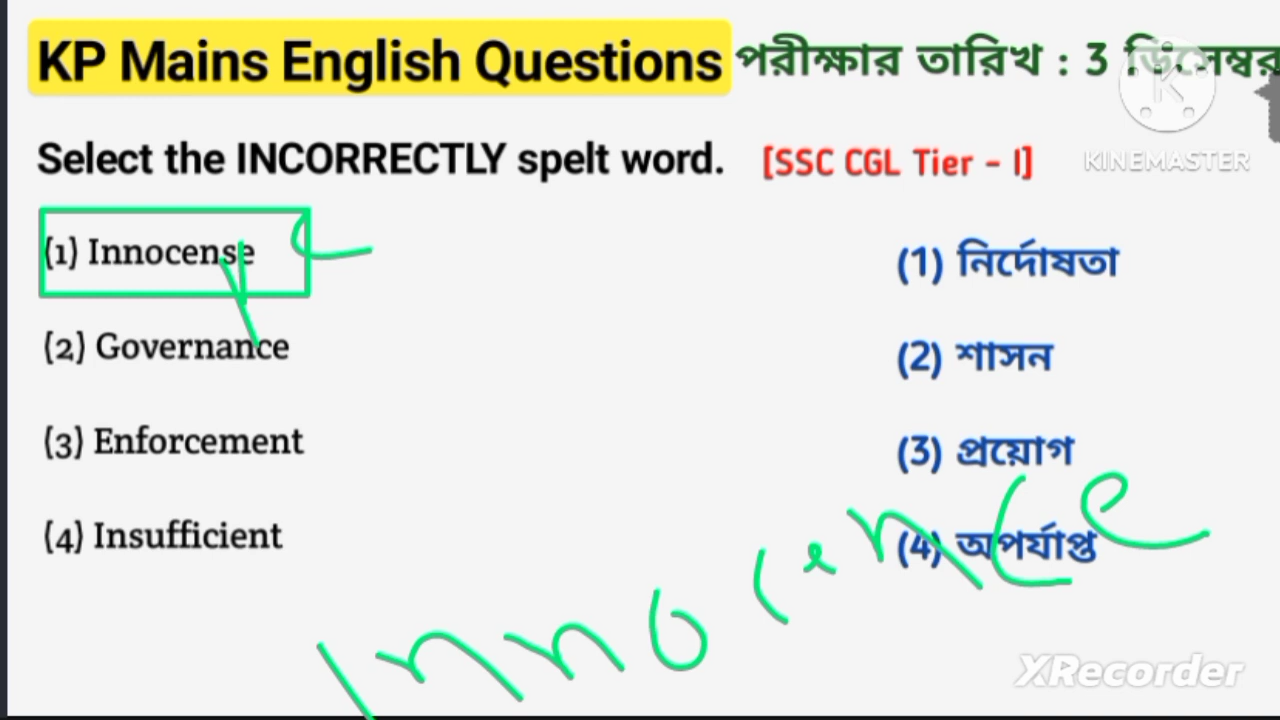 KP Mains English Questions পরীক্ষার তারিখ : 3 ডিসেম্বর
KINEMASTER
Select the INCORRECTLY spelt word. [SSC CGL Tier - I]
(1) Innocense c (1) নির্দোষতা
(2) Governance (2) শাসন
(3) Enforcement (3) প্রয়োগ
(4) Insufficient (4) অপর্যাপ্ত
Innocence
XRecorder